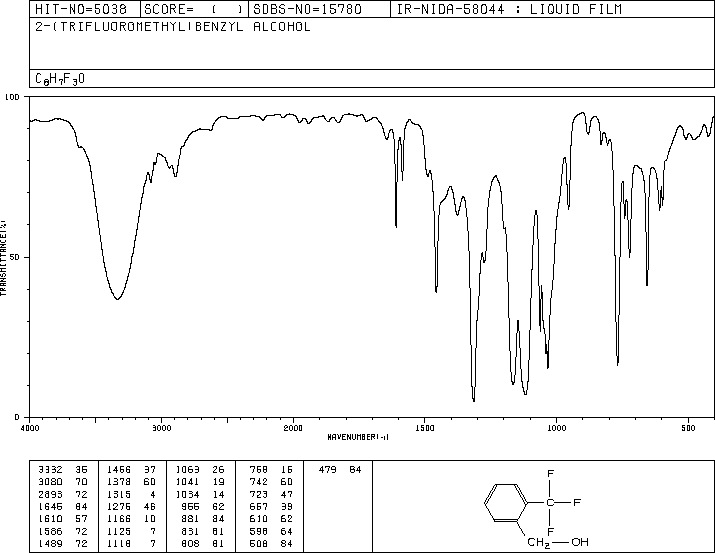 HIT-NO=5038 SCORE= ( ) SDBS-NO=15780 IR-NIDA-58044 : LIQUID FILM
2-(TRIFLUOROMETHYL)BENZYL ALCOHOL
C8H7F3O
100
50
0
TRANSMITTANCE(%)
4000 3000 2000 1500 1000 500
WAVENUMBER(-1)
3332 36 1456 37 1063 26 768 16 479 84
3080 70 1378 60 1041 19 742 60
2893 72 1315 4 1034 14 723 47
1645 84 1275 46 955 62 657 39
1610 57 1166 10 881 84 610 62
1586 72 1125 7 831 81 598 64
1489 72 1118 7 808 81 508 84
F
C F
F
CH2 OH